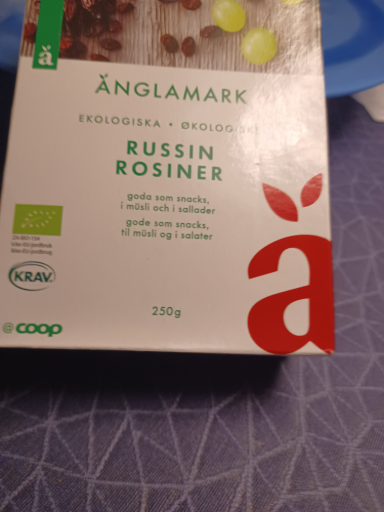 å
ÄNGLAMARK
EKOLOGISKA • ØKOLOGISKE
RUSSIN
ROSINER
goda som snacks,
i müsli och i sallader
gode som snacks,
til müsli og i salater
KRAV
250g
coop
a